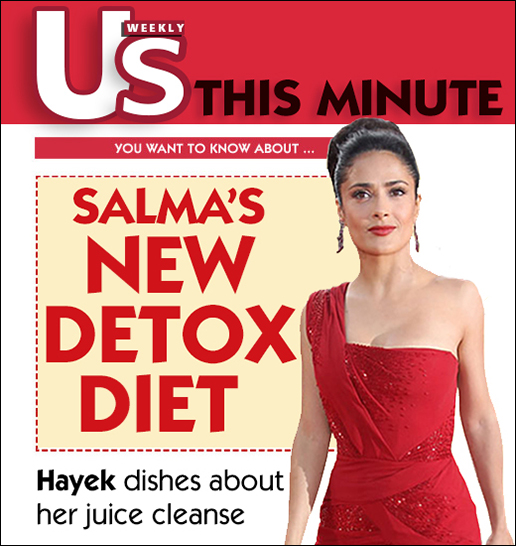 Us WEEKLY
THIS MINUTE
YOU WANT TO KNOW ABOUT ...
SALMA'S
NEW
DETOX
DIET
Hayek dishes about
her juice cleanse